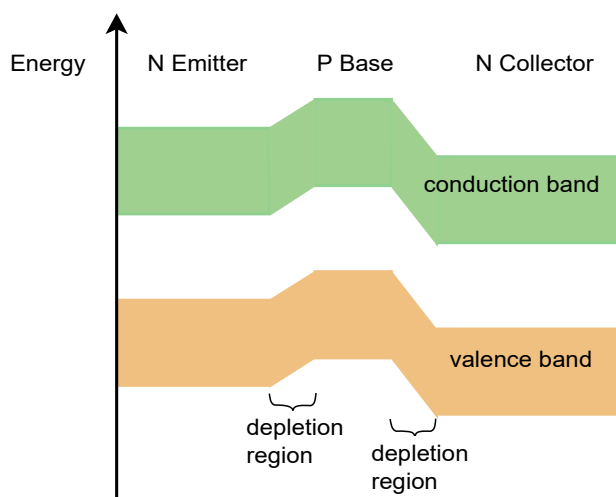 Energy
N Emitter
P Base
N Collector
conduction band
valence band
depletion
region
depletion
region